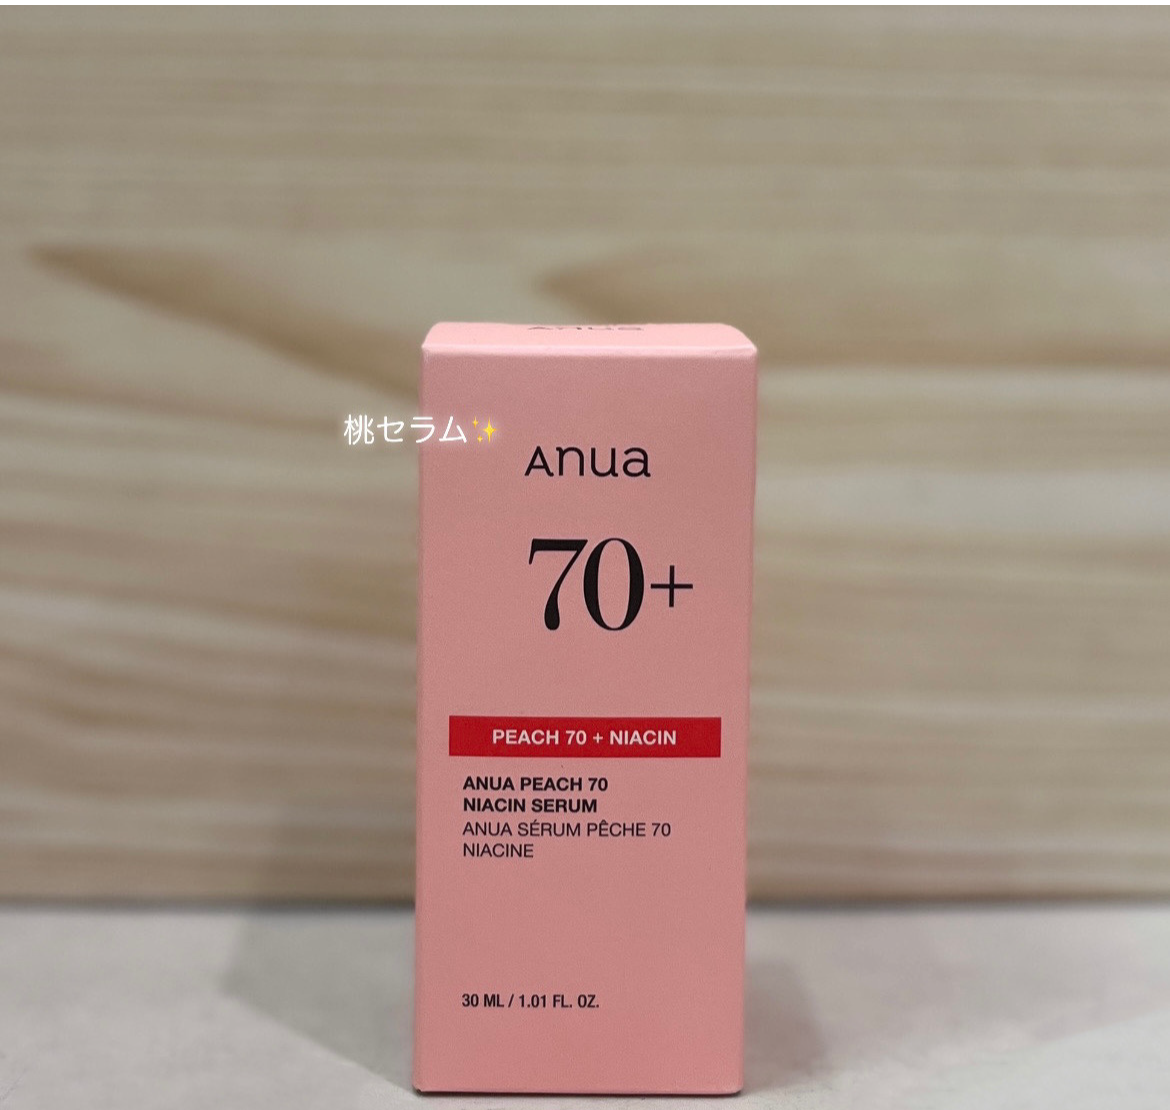 Anua
桃セラム✨
Anua
70+
PEACH 70 + NIACIN
ANUA PEACH 70
NIACIN SERUM
ANUA SÉRUM PÊCHE 70
NIACINE
30 ML / 1.01 FL. OZ.